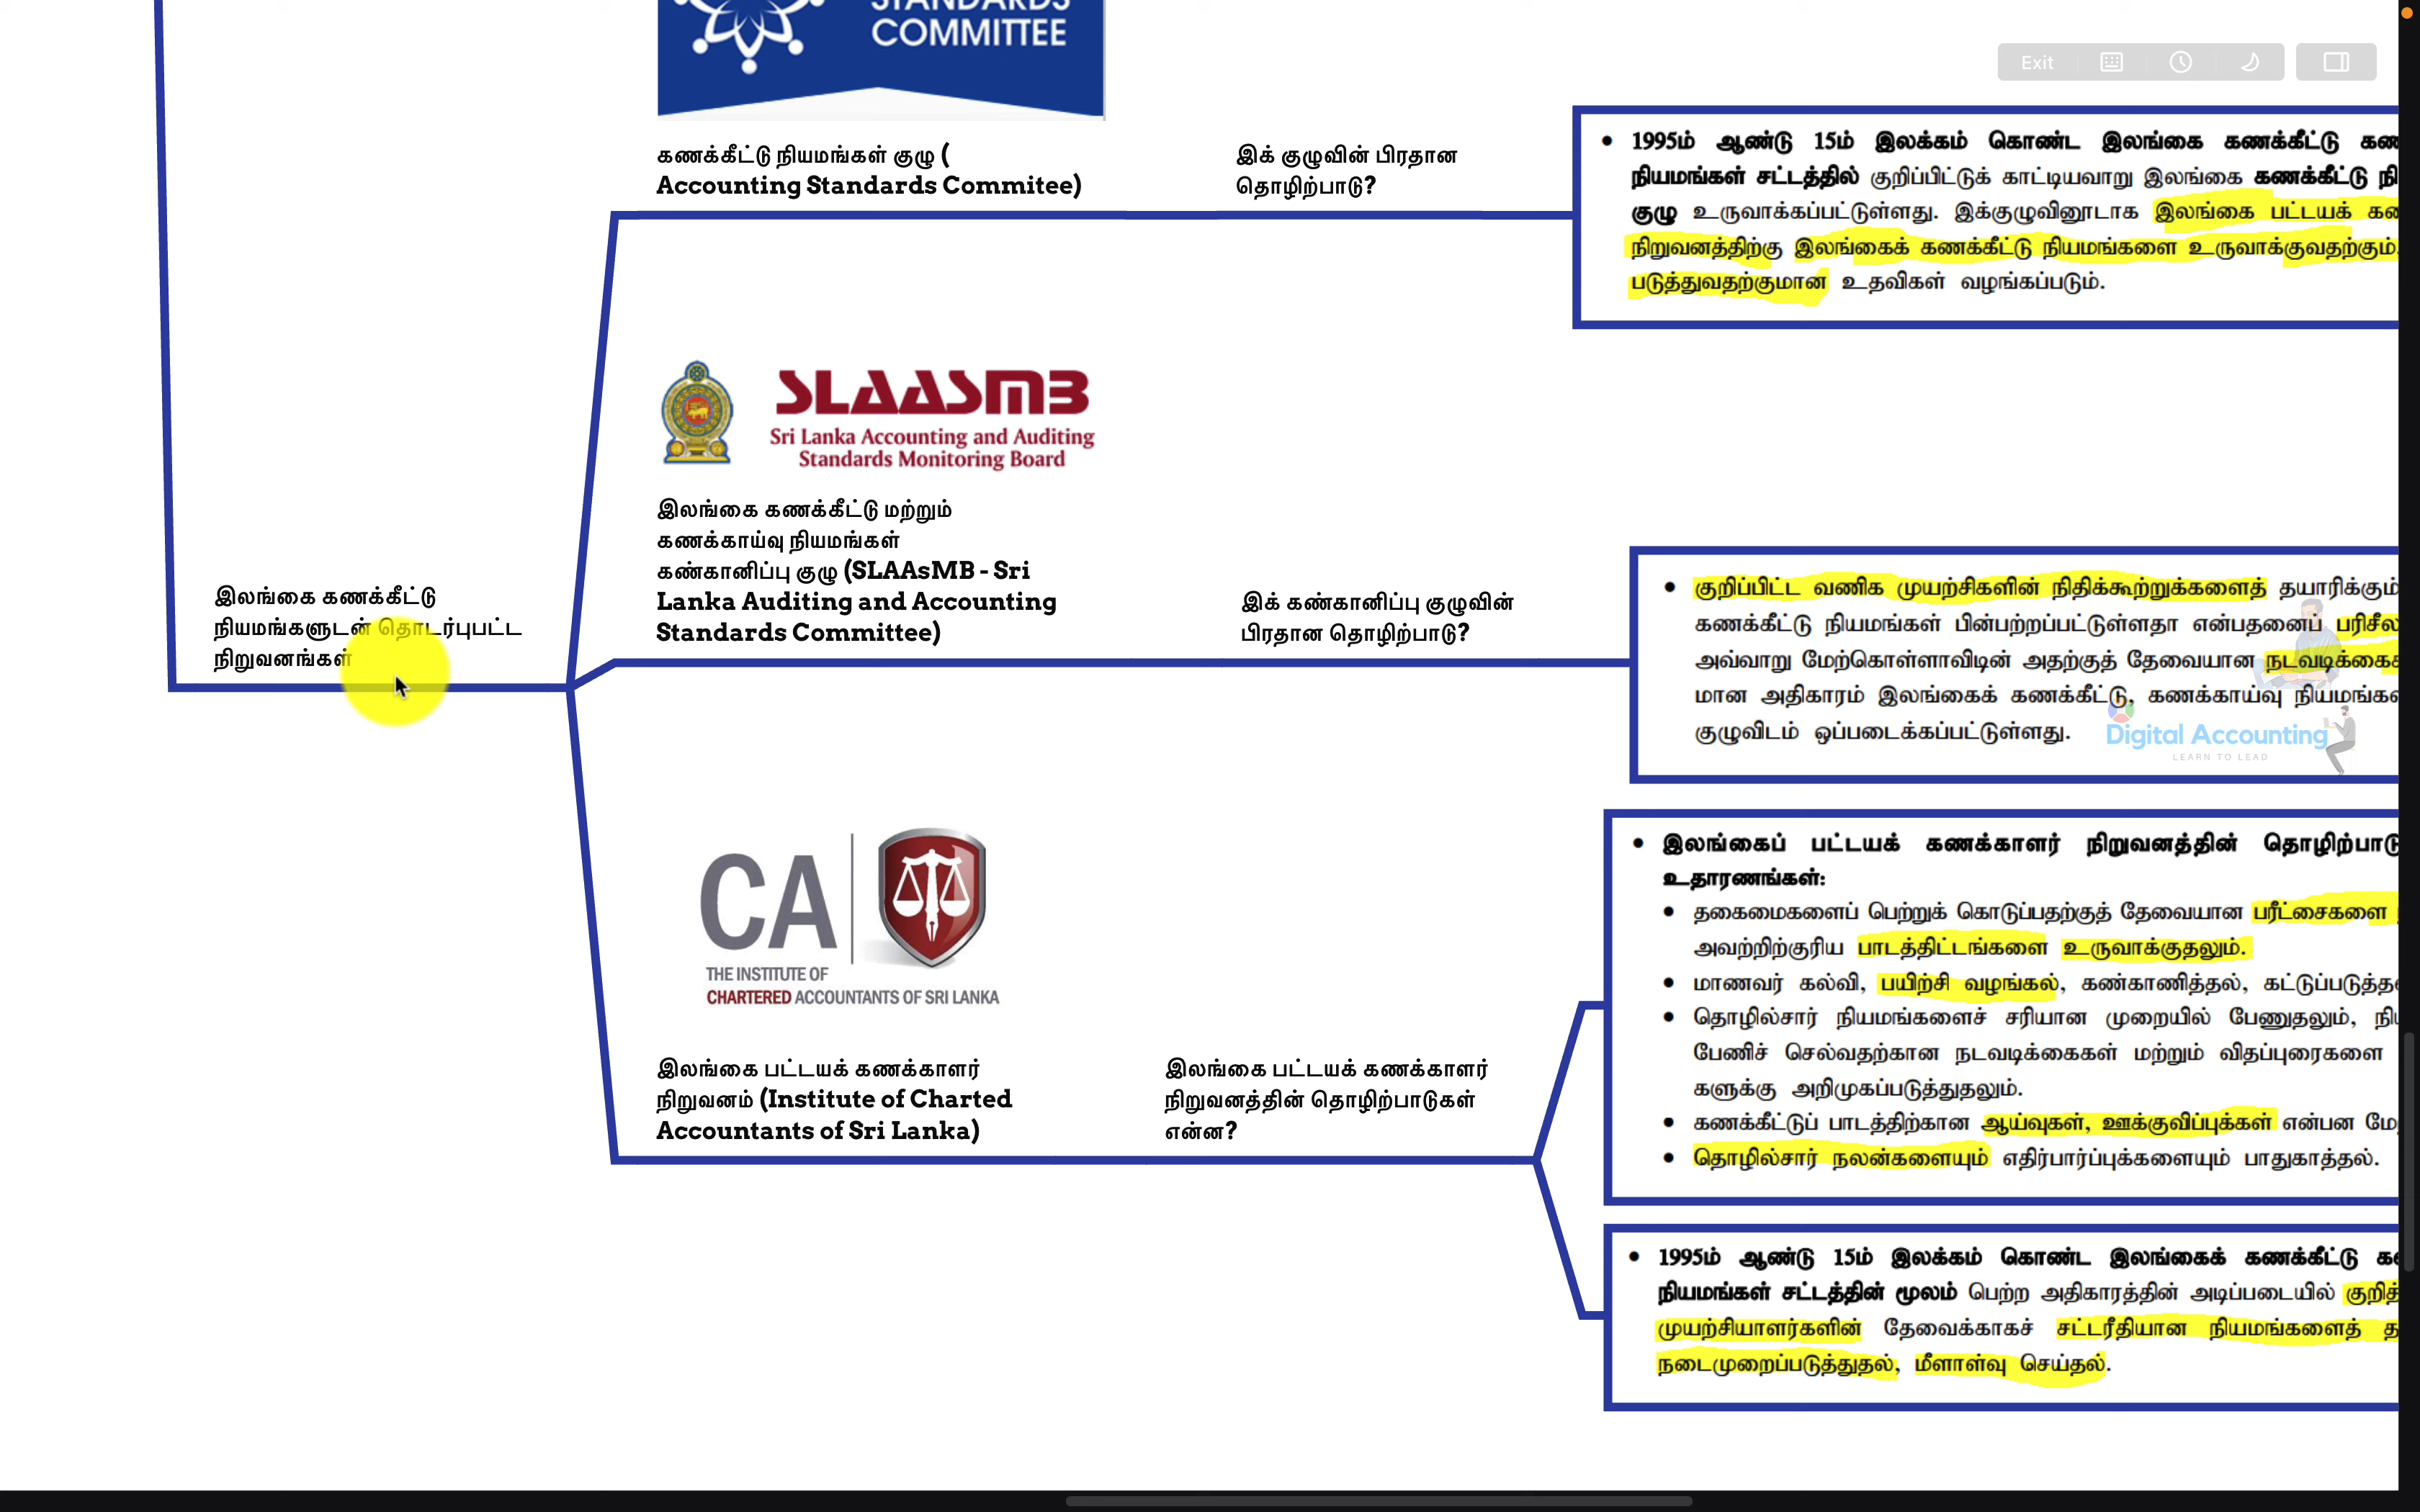 STANDARDS
COMMITTEE
Exit
கணக்கீட்டு நியமங்கள் குழு (
Accounting Standards Commitee)
இக் குழுவின் பிரதான
தொழிற்பாடு?
• 1995ம் ஆண்டு 15ம் இலக்கம் கொண்ட இலங்கை கணக்கீட்டு
நியமங்கள் சட்டத்தில் குறிப்பிட்டுக் காட்டியவாறு இலங்கை கணக்கீட்டு
குழு உருவாக்கப்பட்டுள்ளது. இக்குழுவினூடாக இலங்கை பட்டயக்
நிறுவனத்திற்கு இலங்கைக் கணக்கீட்டு நியமங்களை உருவாக்குவதற்கும்
படுத்துவதற்குமான உதவிகள் வழங்கப்படும்.
SLAASMB
Sri Lanka Accounting and Auditing
Standards Monitoring Board
இலங்கை கணக்கீட்டு மற்றும்
கணக்காய்வு நியமங்கள்
கண்கானிப்பு குழு (SLAAsMB - Sri
Lanka Auditing and Accounting
Standards Committee)
இக் கண்கானிப்பு குழுவின்
பிரதான தொழிற்பாடு?
இலங்கை கணக்கீட்டு
நியமங்களுடன் தொடர்புபட்ட
நிறுவனங்கள்
• குறிப்பிட்ட வணிக முயற்சிகளின் நிதிக்கூற்றுக்களைத் தயாரிக்கும்
கணக்கீட்டு நியமங்கள் பின்பற்றப்பட்டுள்ளதா என்பதனைப்
அவ்வாறு மேற்கொள்ளாவிடின் அதற்குத் தேவையான
மான அதிகாரம் இலங்கைக் கணக்கீட்டு, கணக்காய்வு
குழுவிடம் ஒப்படைக்கப்பட்டுள்ளது.
Digital Accounting
LEARN TO LEAD
CA
THE INSTITUTE OF
CHARTERED ACCOUNTANTS OF SRI LANKA
இலங்கை பட்டயக் கணக்காளர்
நிறுவனம் (Institute of Charted
Accountants of Sri Lanka)
இலங்கை பட்டயக் கணக்காளர்
நிறுவனத்தின் தொழிற்பாடுகள்
என்ன?
• இலங்கைப் பட்டயக் கணக்காளர் நிறுவனத்தின்
உதாரணங்கள்:
• தகைமைகளைப் பெற்றுக் கொடுப்பதற்குத் தேவையான பரீட்சைகளை
அவற்றிற்குரிய பாடத்திட்டங்களை உருவாக்குதலும்.
• மாணவர் கல்வி, பயிற்சி வழங்கல், கண்காணித்தல்,
• தொழில்சார் நியமங்களைச் சரியான முறையில் பேணுதலும்,
பேணிச் செல்வதற்கான நடவடிக்கைகள் மற்றும் விதப்புரைகளை
களுக்கு அறிமுகப்படுத்துதலும்.
• கணக்கீட்டுப் பாடத்திற்கான ஆய்வுகள், ஊக்குவிப்புக்கள் என்பன
• தொழில்சார் நலன்களையும் எதிர்பார்ப்புக்களையும் பாதுகாத்தல்.
• 1995ம் ஆண்டு 15ம் இலக்கம் கொண்ட இலங்கைக் கணக்கீட்டு
நியமங்கள் சட்டத்தின் மூலம் பெற்ற அதிகாரத்தின் அடிப்படையில்
முயற்சியாளர்களின் தேவைக்காகச் சட்டரீதியான நியமங்களைத்
நடைமுறைப்படுத்துதல், மீளாள்வு செய்தல்.